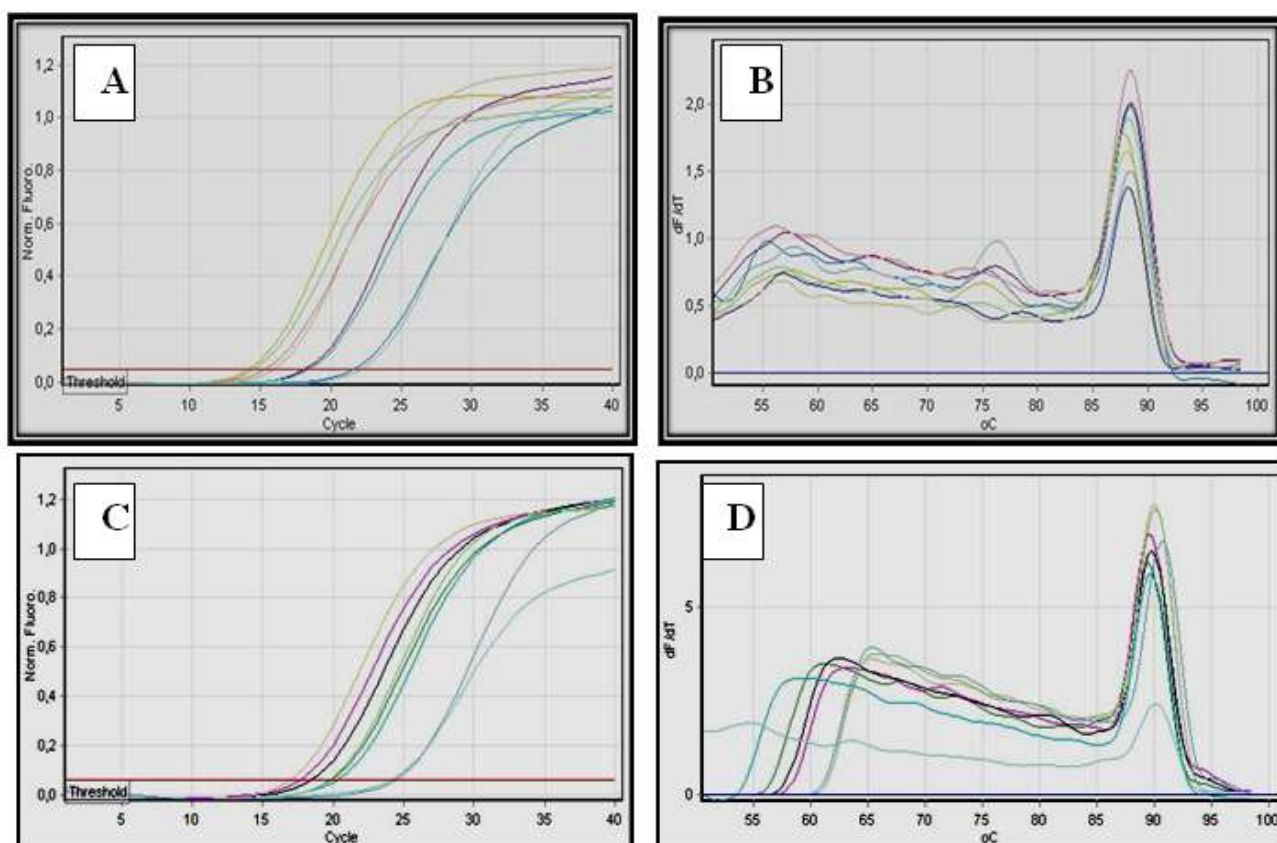 A
Norm. Fluoro.
1,2
1,0
0,8
0,6
0,4
0,2
0,0
Threshold
5 10 15 20 25 30 35 40
Cycle
B
dF/dT
2,0
1,5
1,0
0,5
0,0
55 60 65 70 75 80 85 90 95 100
oC
C
Norm. Fluoro.
1,2
1,0
0,8
0,6
0,4
0,2
0,0
Threshold
5 10 15 20 25 30 35 40
Cycle
D
dF/dT
5
0
55 60 65 70 75 80 85 90 95 100
oC